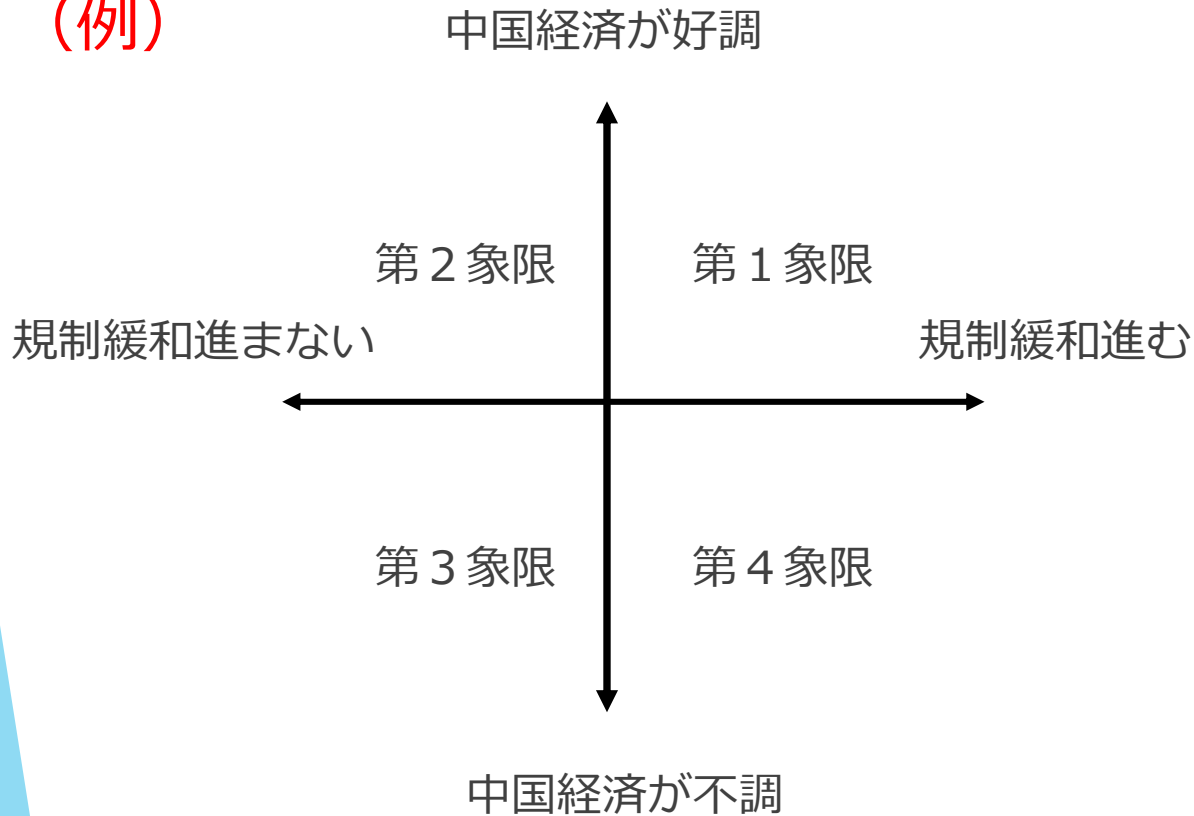 （例）
中国経済が好調
第２象限
第１象限
規制緩和進まない
規制緩和進む
第３象限
第４象限
中国経済が不調